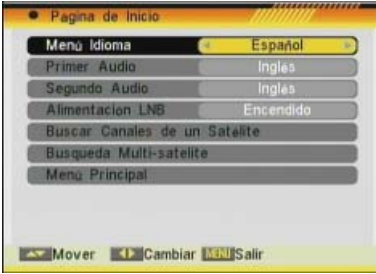 Pagina de Inicio
Menú Idioma Español
Primer Audio Inglés
Segundo Audio Inglés
Alimentacion LNB Encendido
Buscar Canales de un Satélite
Busqueda Multi-satelite
Menú Principal
Mover Cambiar MENU Salir